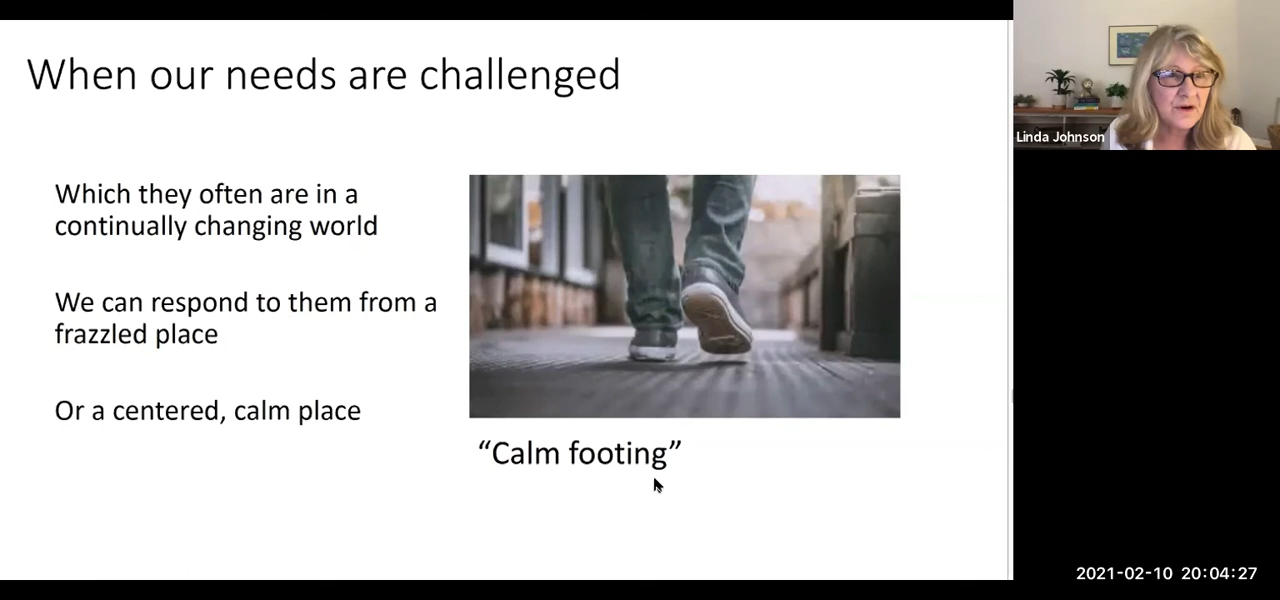 When our needs are challenged
Which they often are in a
continually changing world
We can respond to them from a
frazzled place
Or a centered, calm place
“Calm footing”
Linda Johnson
2021-02-10 20:04:27